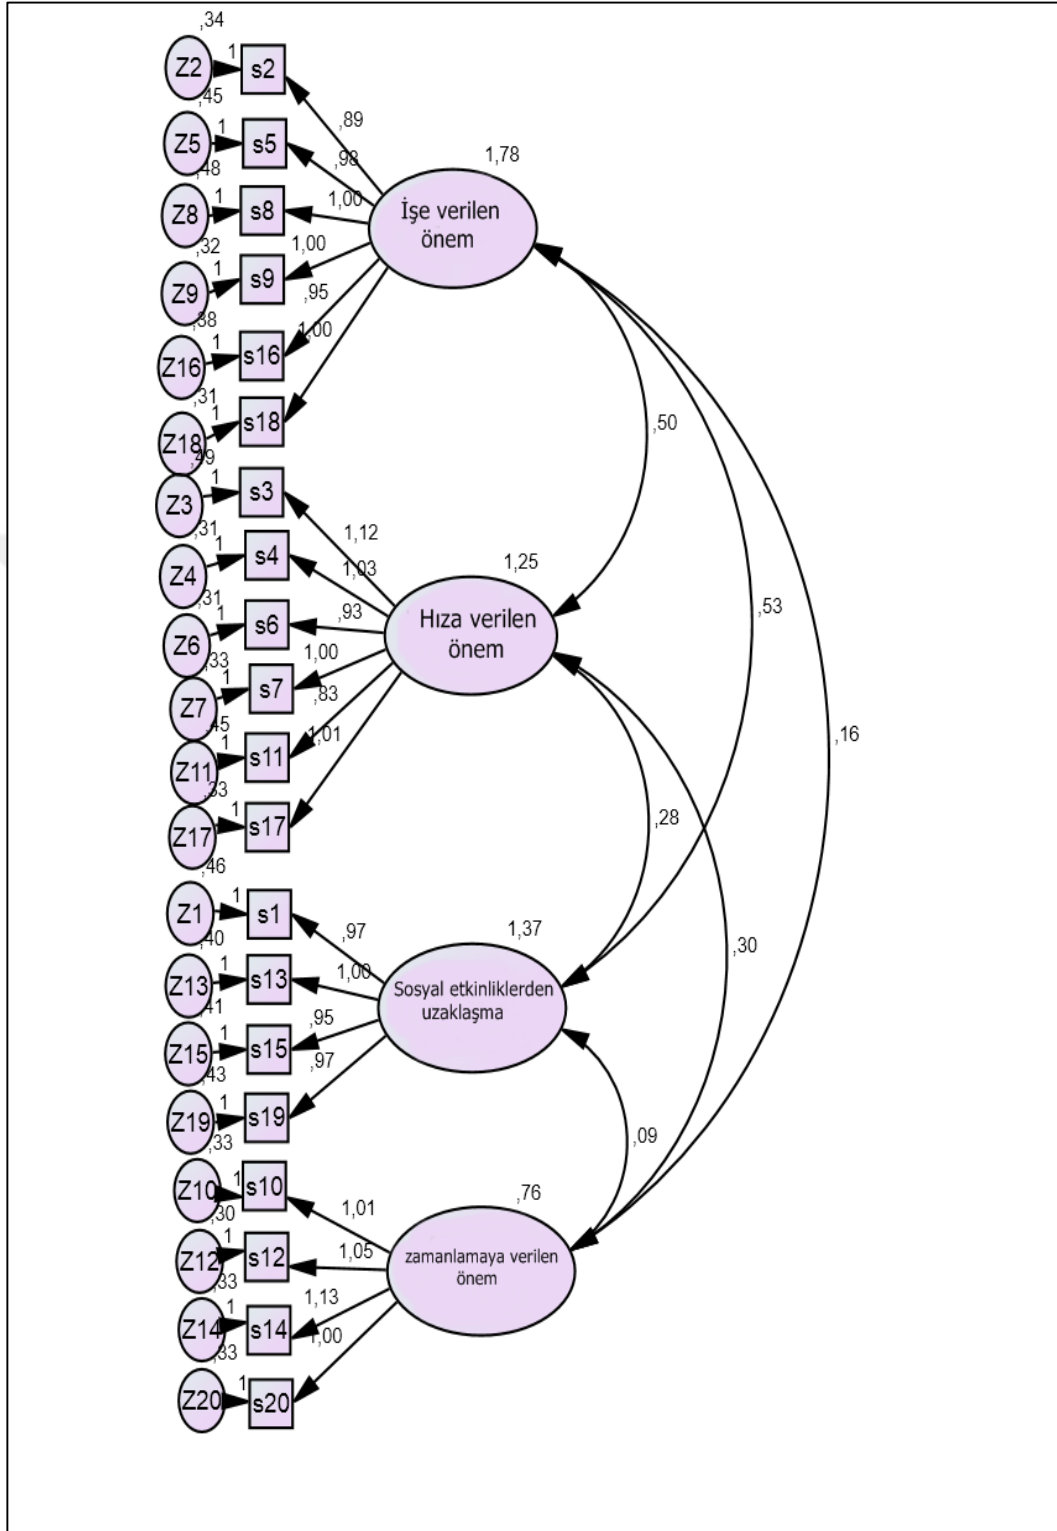 ,34
Z2 1 s2
,45
,89
Z5 1 s5
,98
1,78
,48
Z8 1 s8
1,00
İşe verilen
önem
,32
Z9 1 s9
1,00
,38
,95
Z16 1 s16
1,00
,31
Z18 1 s18
,50
,49
Z3 1 s3
,31
1,12
Z4 1 s4
1,03
1,25
,31
,93
,53
Z6 1 s6
Hıza verilen
önem
,33
1,00
Z7 1 s7
,83
,45
1,01
,16
Z11 1 s11
,33
Z17 1 s17
,28
,46
Z1 1 s1
,97
1,37
,40
,30
Z13 1 s13
1,00
Sosyal etkinliklerden
uzaklaşma
,41
,95
Z15 1 s15
,97
,43
Z19 1 s19
,33
,09
Z10 1 s10
,76
,30
1,01
Z12 1 s12
1,05
zamanlamaya verilen
önem
,33
1,13
Z14 1 s14
1,00
,33
Z20 1 s20